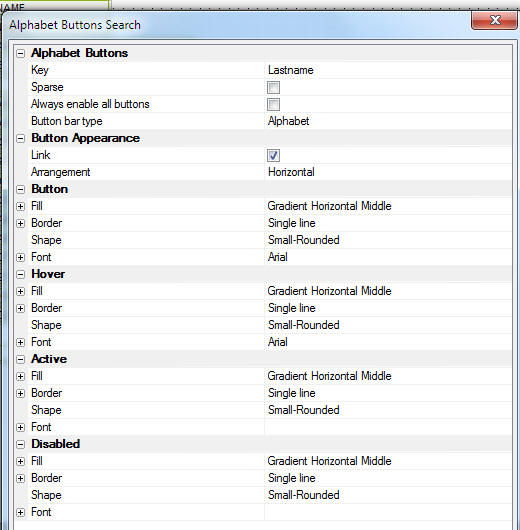 NAME
Alphabet Buttons Search
Alphabet Buttons
Key Lastname
Sparse
Always enable all buttons
Button bar type Alphabet
Button Appearance
Link
Arrangement Horizontal
Button
Fill Gradient Horizontal Middle
Border Single line
Shape Small-Rounded
Font Arial
Hover
Fill Gradient Horizontal Middle
Border Single line
Shape Small-Rounded
Font Arial
Active
Fill Gradient Horizontal Middle
Border Single line
Shape Small-Rounded
Font
Disabled
Fill Gradient Horizontal Middle
Border Single line
Shape Small-Rounded
Font